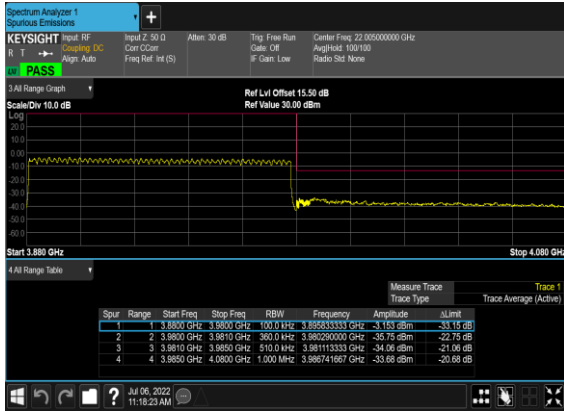 Spectrum Analyzer 1
Spurious Emissions
KEYSIGHT Input: RF Input Z: 50 Ω Atten: 30 dB Trig: Free Run Center Freq: 22.005000000 GHz
R T Coupling: DC Corr CCorr Gate: Off Avg|Hold: 100/100
Align: Auto Freq Ref: Int (S) IF Gain: Low Radio Std: None
PASS
3 All Range Graph
Ref Lvl Offset 15.50 dB
Scale/Div 10.0 dB Ref Value 30.00 dBm
Log
20.0
10.0
0.00
-10.0
-20.0
-30.0
-40.0
-50.0
-60.0
Start 3.880 GHz Stop 4.080 GHz
4 All Range Table
Measure Trace Trace 1
Trace Type Trace Average (Active)
Spur Range Start Freq Stop Freq RBW Frequency Amplitude ΔLimit
1 1 3.8800 GHz 3.9800 GHz 100.0 kHz 3.895833333 GHz -3.153 dBm -33.15 dB
2 2 3.9800 GHz 3.9810 GHz 360.0 kHz 3.980290000 GHz -35.75 dBm -22.75 dB
3 3 3.9810 GHz 3.9850 GHz 510.0 kHz 3.981113333 GHz -34.06 dBm -21.06 dB
4 4 3.9850 GHz 4.0800 GHz 1.000 MHz 3.986741667 GHz -33.68 dBm -20.68 dB
? Jul 06, 2022
11:18:23 AM